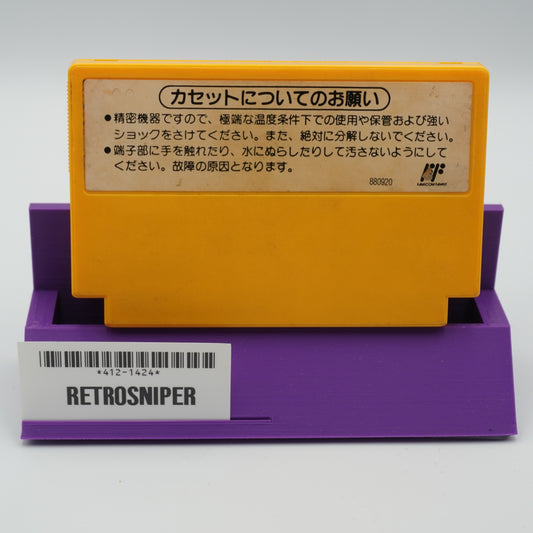 カセットについてのお願い
●精密機器ですので、極端な温度条件下での使用や保管および強い
ショックをさけてください。また、絶対に分解しないでください。
●端子部に手を触れたり、水にぬらしたりして汚さないようにして
ください。故障の原因となります。
880920
*412-1424*
RETROSNIPER